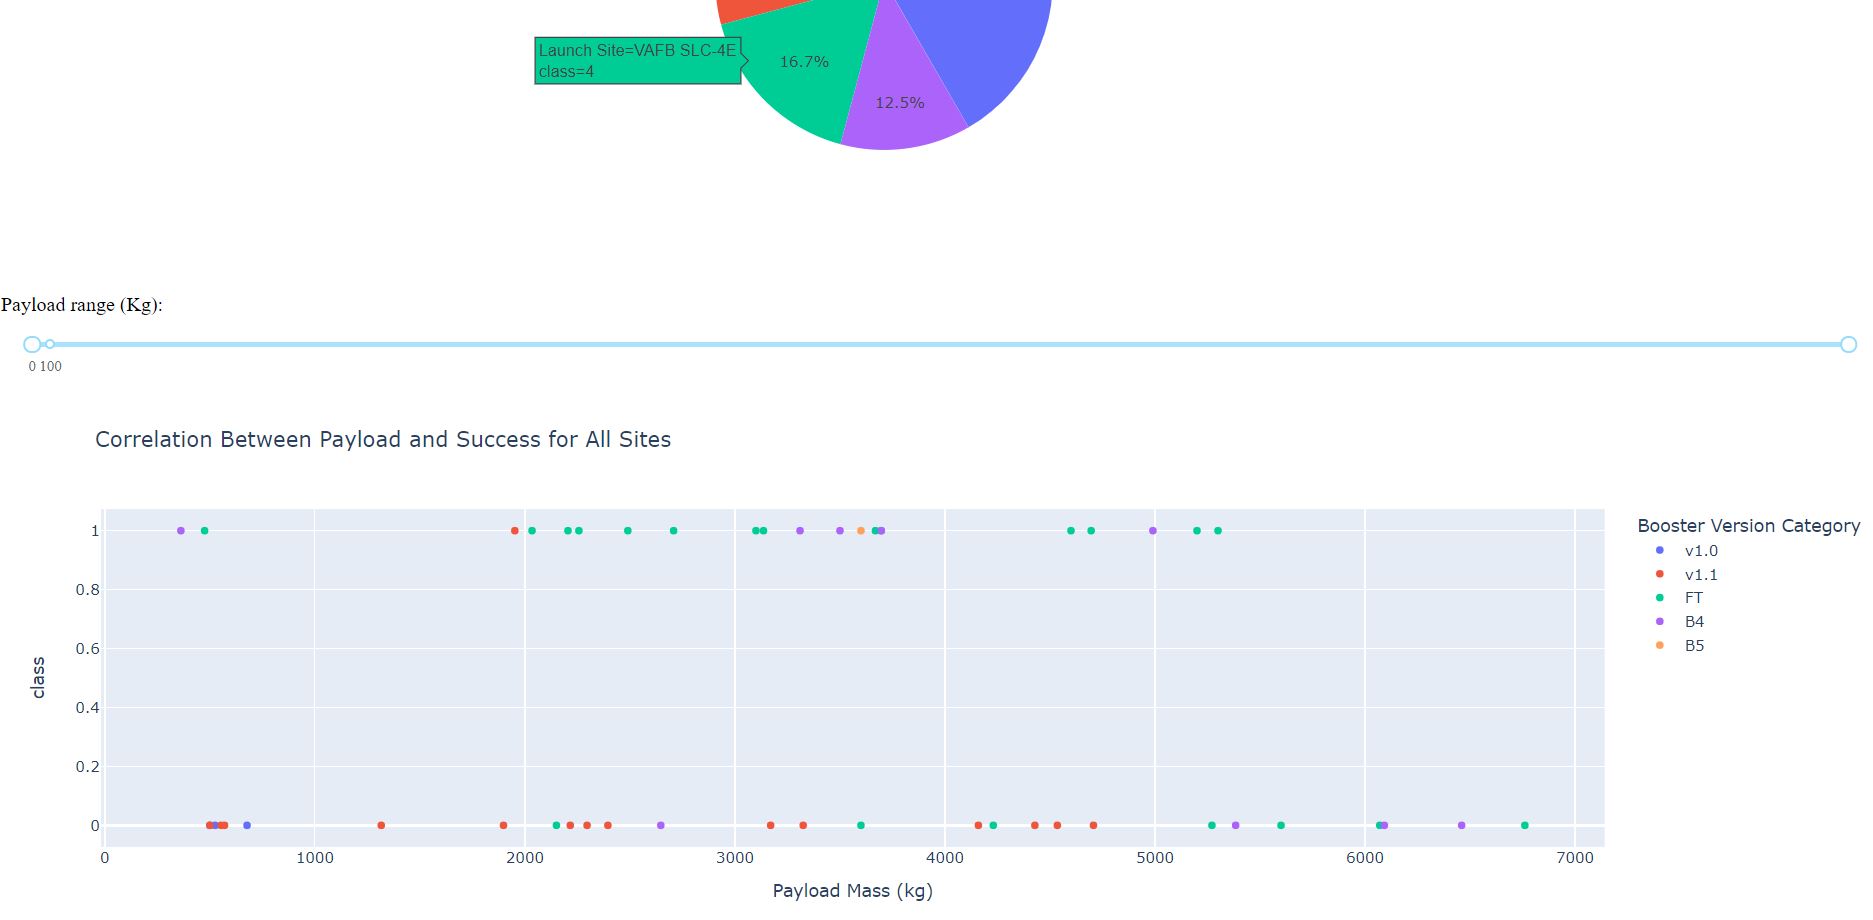 Launch Site=VAFB SLC-4E
class=4
16.7%
12.5%
Payload range (Kg):
0 100
Correlation Between Payload and Success for All Sites
1
0.8
0.6
0.4
0.2
0
class
0 1000 2000 3000 4000 5000 6000 7000
Payload Mass (kg)
Booster Version Category
v1.0
v1.1
FT
B4
B5